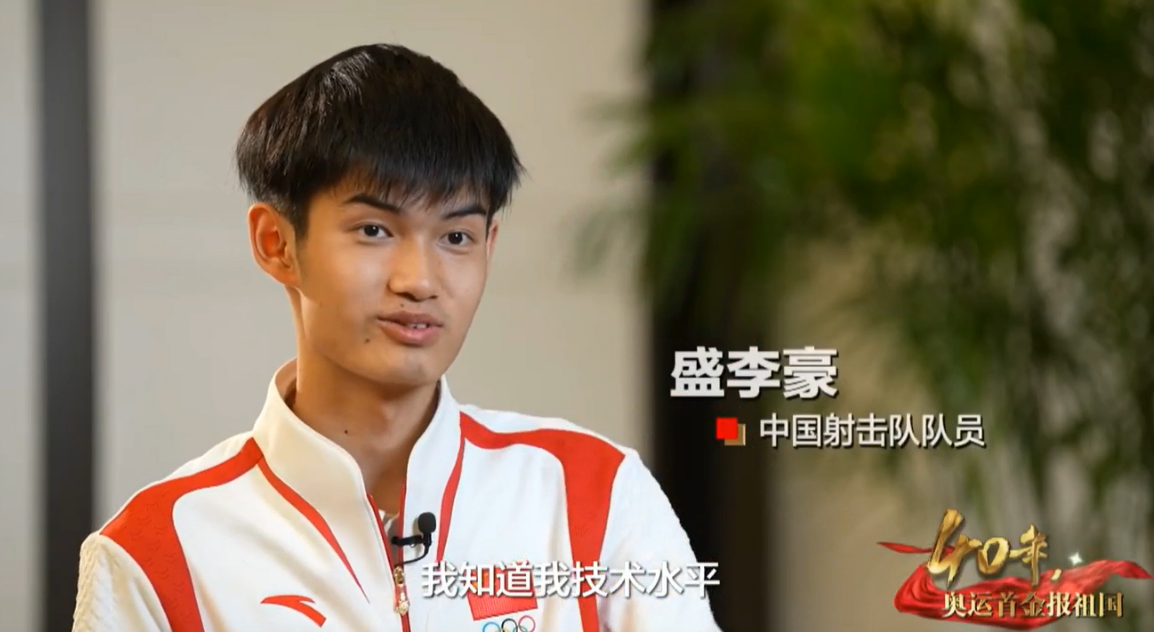 盛李豪
中国射击队队员
我知道我技术水平
40年，
奥运首金报祖国